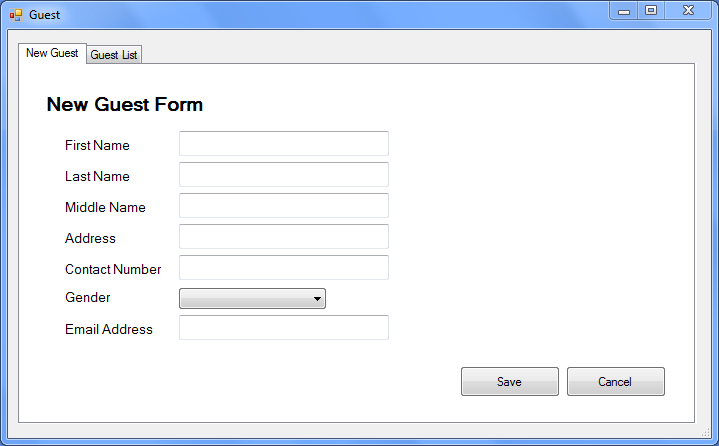 Guest
New Guest Guest List
New Guest Form
First Name
Last Name
Middle Name
Address
Contact Number
Gender
Email Address
Save Cancel